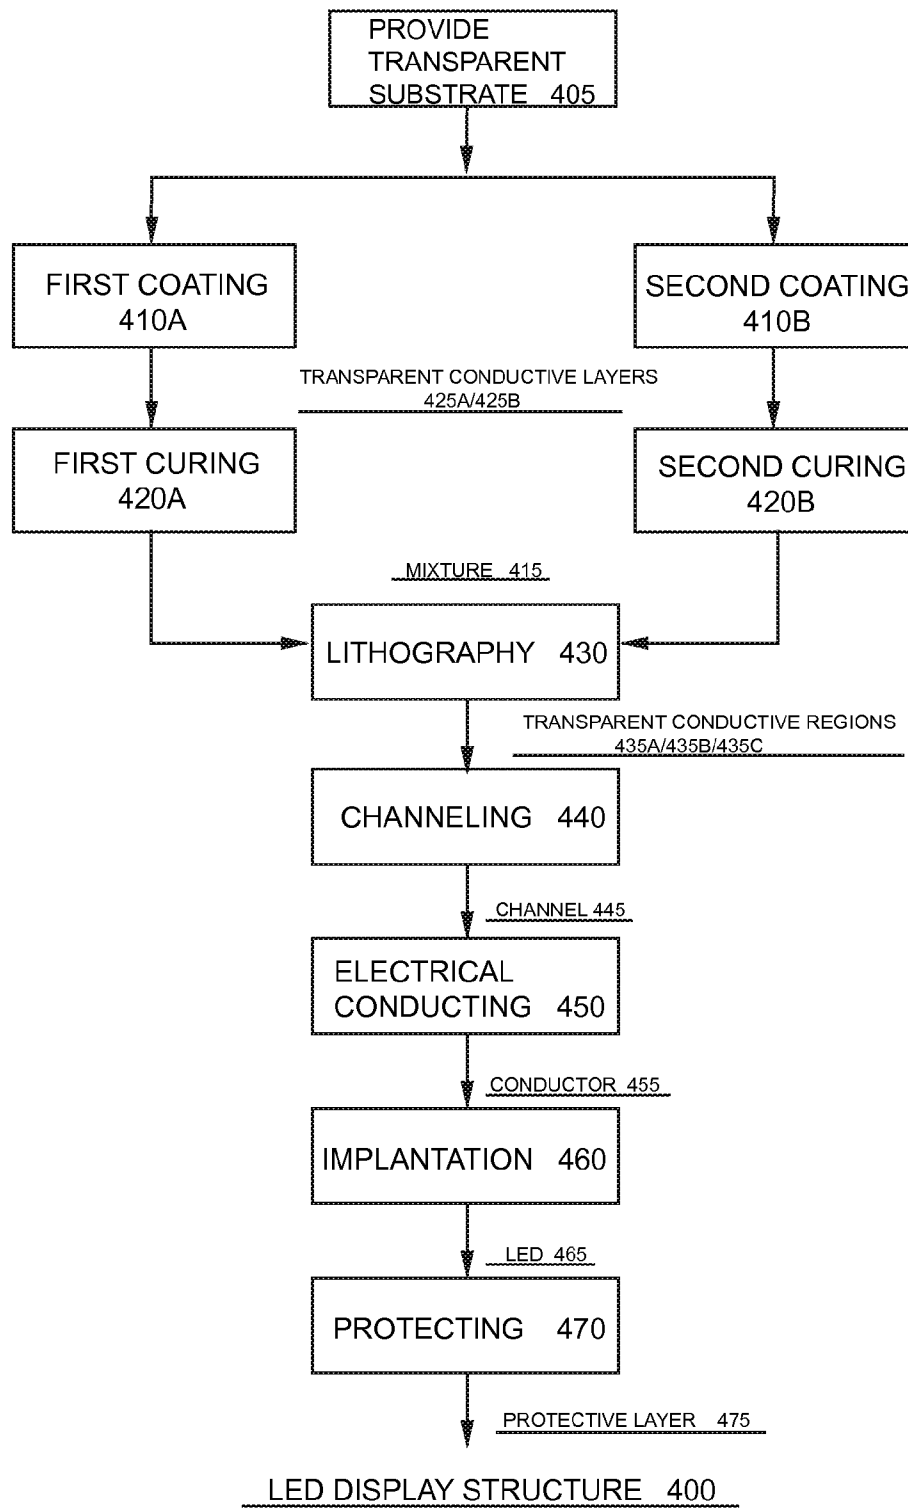 PROVIDE
TRANSPARENT
SUBSTRATE 405
FIRST COATING
410A
SECOND COATING
410B
TRANSPARENT CONDUCTIVE LAYERS
425A/425B
FIRST CURING
420A
SECOND CURING
420B
MIXTURE 415
LITHOGRAPHY 430
TRANSPARENT CONDUCTIVE REGIONS
435A/435B/435C
CHANNELING 440
CHANNEL 445
ELECTRICAL
CONDUCTING 450
CONDUCTOR 455
IMPLANTATION 460
LED 465
PROTECTING 470
PROTECTIVE LAYER 475
LED DISPLAY STRUCTURE 400